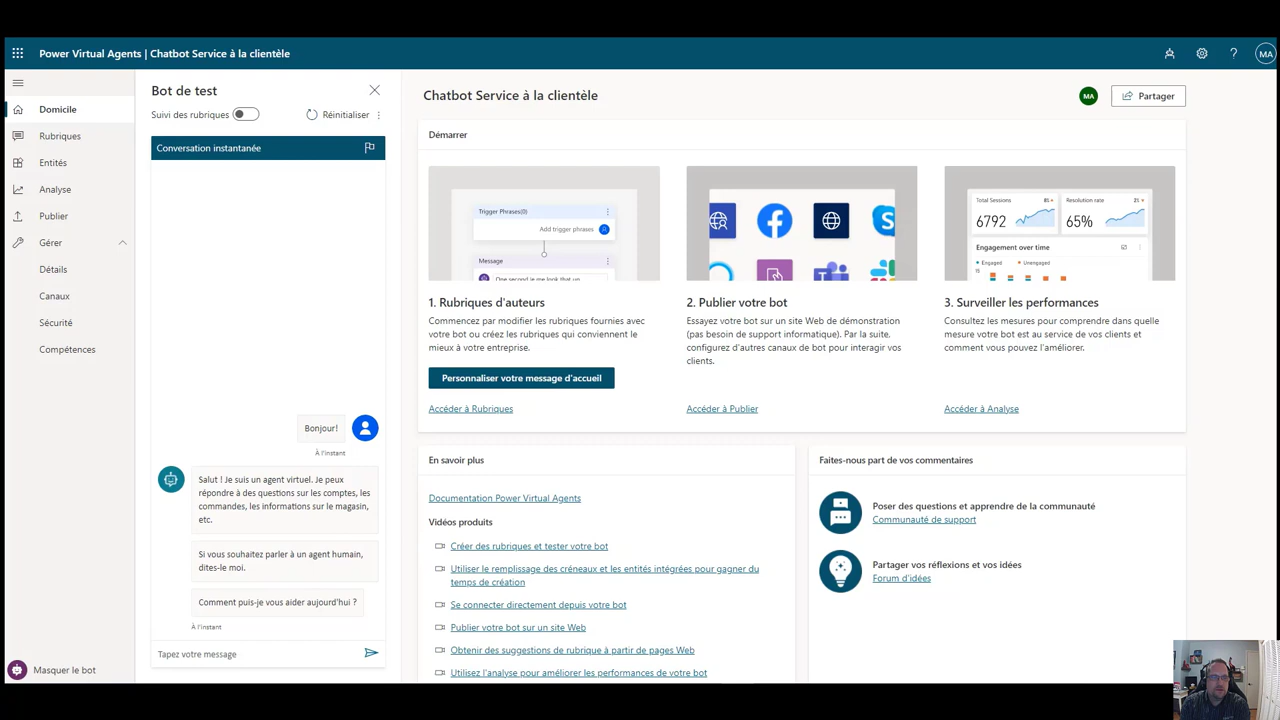 Power Virtual Agents | Chatbot Service à la clientèle
MA
Domicile
Rubriques
Entités
Analyse
Publier
Gérer
Détails
Canaux
Sécurité
Compétences
Masquer le bot
Bot de test
Suivi des rubriques
Réinitialiser
Conversation instantanée
Bonjour!
À l'instant
Salut ! Je suis un agent virtuel. Je peux
répondre à des questions sur les comptes, les
commandes, les informations sur le magasin,
etc.
Si vous souhaitez parler à un agent humain,
dites-le moi.
Comment puis-je vous aider aujourd'hui ?
À l'instant
Tapez votre message
Chatbot Service à la clientèle
MA
Partager
Démarrer
Trigger Phrases(0)
Add trigger phrases
Message
One second let me look that up
1. Rubriques d'auteurs
Commencez par modifier les rubriques fournies avec
votre bot ou créez les rubriques qui conviennent le
mieux à votre entreprise.
Personnaliser votre message d'accueil
Accéder à Rubriques
2. Publier votre bot
Essayez votre bot sur un site Web de démonstration
(pas besoin de support informatique). Par la suite,
configurez d'autres canaux de bot pour interagir vos
clients.
Accéder à Publier
Total Sessions
6792
Resolution rate
65%
Engagement over time
Engaged
Unengaged
15
3. Surveiller les performances
Consultez les mesures pour comprendre dans quelle
mesure votre bot est au service de vos clients et
comment vous pouvez l'améliorer.
Accéder à Analyse
En savoir plus
Documentation Power Virtual Agents
Vidéos produits
Créer des rubriques et tester votre bot
Utiliser le remplissage des créneaux et les entités intégrées pour gagner du
temps de création
Se connecter directement depuis votre bot
Publier votre bot sur un site Web
Obtenir des suggestions de rubrique à partir de pages Web
Utilisez l'analyse pour améliorer les performances de votre bot
Faites-nous part de vos commentaires
Poser des questions et apprendre de la communauté
Communauté de support
Partager vos réflexions et vos idées
Forum d'idées